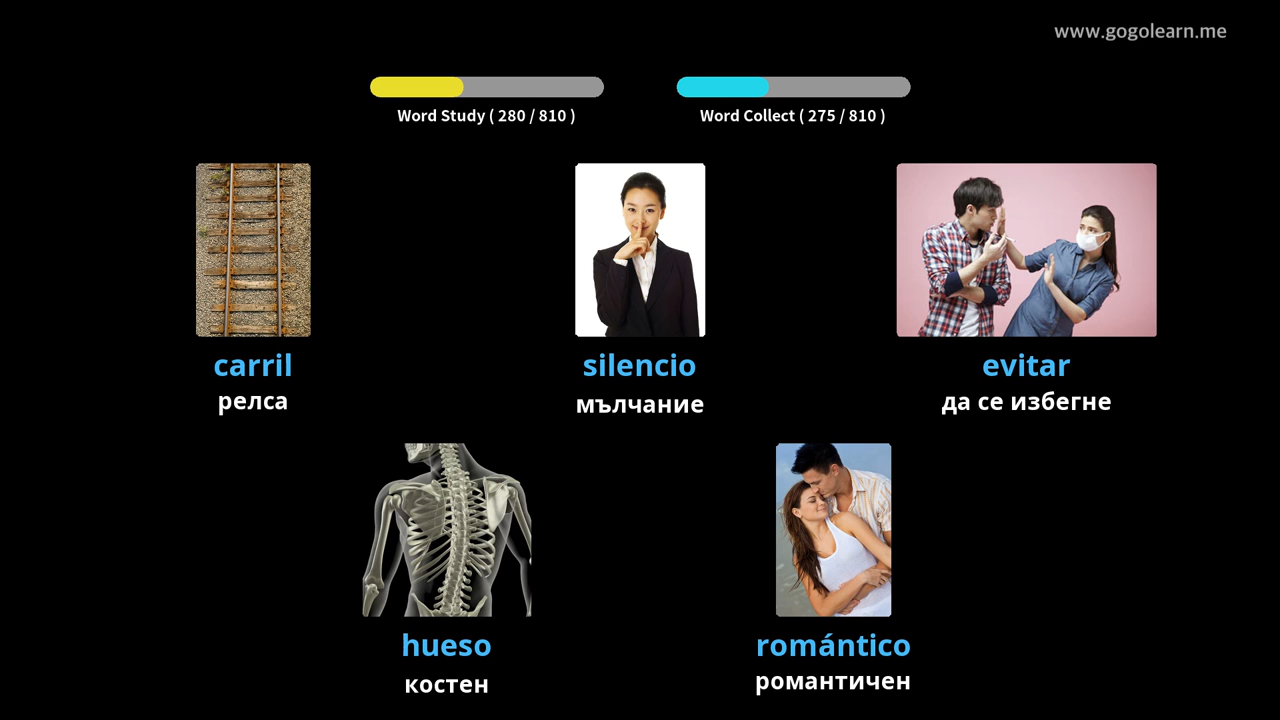 www.gogolearn.me
Word Study ( 280 / 810 )
Word Collect ( 275 / 810 )
carril
релса
silencio
мълчание
evitar
да се избегне
hueso
костен
romántico
романтичен